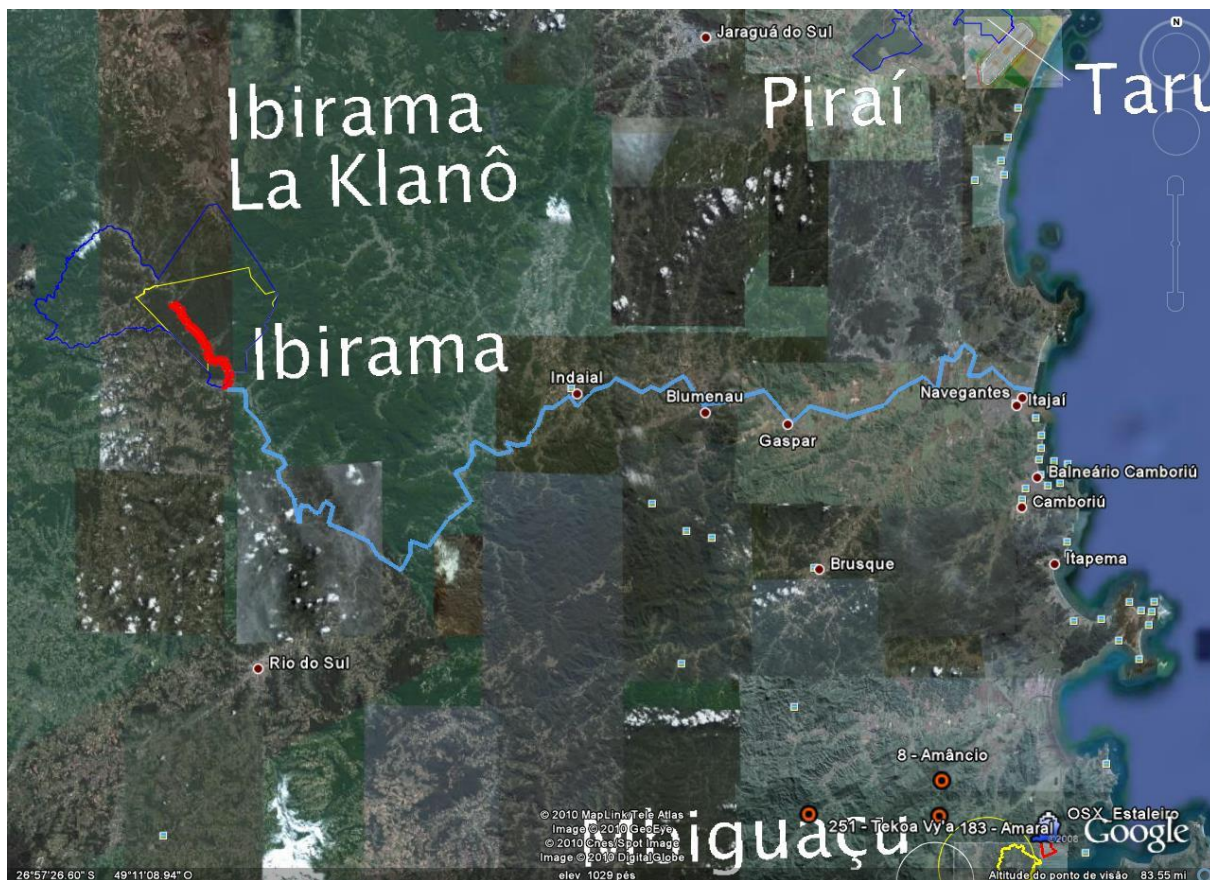 Jaraguá do Sul
Ibirama
La Klanô
Piraí
Taru
N
Ibirama
Indaial
Blumenau
Gaspar
Navegantes
Itajaí
Balneário Camboriú
Camboriú
Itapema
Brusque
Rio do Sul
8 - Amâncio
251 - Tekoa Vy'a
183 - Amaral
OSX_Estaleiro
Mbiguaçu
© 2010 MapLink/Tele Atlas
Image © 2010 GeoEye
© 2010 Cnes/Spot Image
Image © 2010 DigitalGlobe
©2008 Google
26°57'26.60" S 49°11'08.94" O
elev 1029 pés
Altitude do ponto de visão 83.55 mi